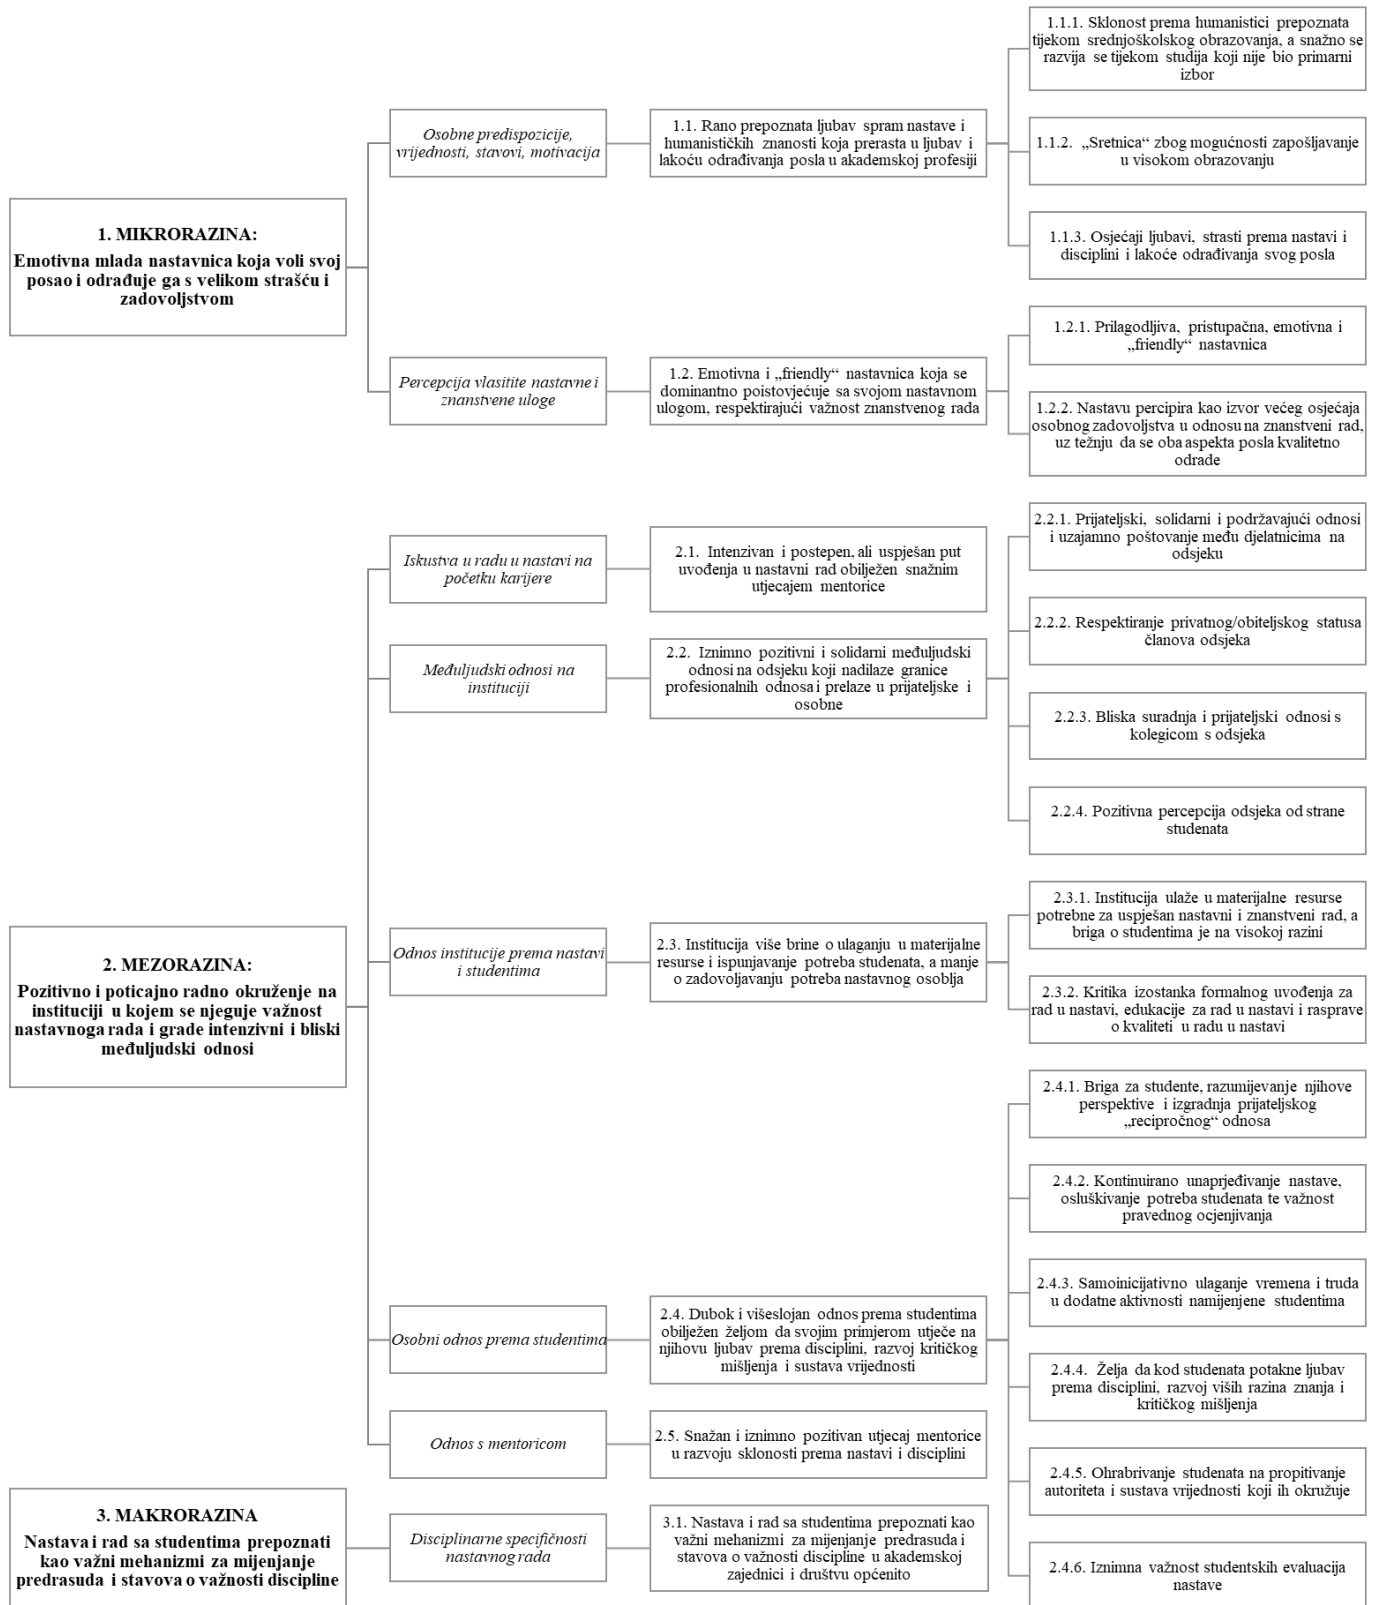 1. MIKRORAZINA:
Emotivna mlada nastavnica koja voli svoj
posao i odrađuje ga s velikom strašću i
zadovoljstvom
Osobne predispozicije,
vrijednosti, stavovi, motivacija
1.1. Rano prepoznata ljubav spram nastave i
humanističkih znanosti koja prerasta u ljubav i
lakoću odrađivanja posla u akademskoj profesiji
1.1.1. Sklonost prema humanistici prepoznata
tijekom srednjoškolskog obrazovanja, a snažno se
razvija se tijekom studija koji nije bio primarni
izbor
1.1.2. „Sretnica“ zbog mogućnosti zapošljavanje
u visokom obrazovanju
1.1.3. Osjećaji ljubavi, strasti prema nastavi i
disciplini i lakoće odrađivanja svog posla
Percepcija vlasitite nastavne i
znanstvene uloge
1.2. Emotivna i „friendly“ nastavnica koja se
dominantno poistovjećuje sa svojom nastavnom
ulogom, respektirajući važnost znanstvenog rada
1.2.1. Prilagodljiva, pristupačna, emotivna i
„friendly“ nastavnica
1.2.2. Nastavu percipira kao izvor većeg osjećaja
osobnog zadovoljstva u odnosu na znanstveni rad,
uz težnju da se oba aspekta posla kvalitetno
odrade
2. MEZORAZINA:
Pozitivno i poticajno radno okruženje na
instituciji u kojem se njeguje važnost
nastavnoga rada i grade intenzivni i bliski
međuljudski odnosi
Iskustva u radu u nastavi na
početku karijere
2.1. Intenzivan i postepen, ali uspješan put
uvođenja u nastavni rad obilježen snažnim
utjecajem mentorice
Međuljudski odnosi na
instituciji
2.2. Iznimno pozitivni i solidarni međuljudski
odnosi na odsjeku koji nadilaze granice
profesionalnih odnosa i prelaze u prijateljske i
osobne
2.2.1. Prijateljski, solidarni i podržavajući odnosi
i uzajamno poštovanje među djelatnicima na
odsjeku
2.2.2. Respektiranje privatnog/obiteljskog statusa
članova odsjeka
2.2.3. Bliska suradnja i prijateljski odnosi s
kolegicom s odsjeka
2.2.4. Pozitivna percepcija odsjeka od strane
studenata
Odnos institucije prema nastavi
i studentima
2.3. Institucija više brine o ulaganju u materijalne
resurse i ispunjavanje potreba studenata, a manje
o zadovoljavanju potreba nastavnog osoblja
2.3.1. Institucija ulaže u materijalne resurse
potrebne za uspješan nastavni i znanstveni rad, a
briga o studentima je na visokoj razini
2.3.2. Kritika izostanka formalnog uvođenja za
rad u nastavi, edukacije za rad u nastavi i rasprave
o kvaliteti u radu u nastavi
Osobni odnos prema studentima
2.4. Dubok i višeslojan odnos prema studentima
obilježen željom da svojim primjerom utječe na
njihovu ljubav prema disciplini, razvoj kritičkog
mišljenja i sustava vrijednosti
2.4.1. Briga za studente, razumijevanje njihove
perspektive i izgradnja prijateljskog
„recipročnog“ odnosa
2.4.2. Kontinuirano unaprjeđivanje nastave,
osluškivanje potreba studenata te važnost
pravednog ocjenjivanja
2.4.3. Samoinicijativno ulaganje vremena i truda
u dodatne aktivnosti namijenjene studentima
2.4.4. Želja da kod studenata potakne ljubav
prema disciplini, razvoj viših razina znanja i
kritičkog mišljenja
2.4.5. Ohrabrivanje studenata na propitivanje
autoriteta i sustava vrijednosti koji ih okružuje
2.4.6. Iznimna važnost studentskih evaluacija
nastave
Odnos s mentoricom
2.5. Snažan i iznimno pozitivan utjecaj mentorice
u razvoju sklonosti prema nastavi i disciplini
3. MAKRORAZINA
Nastava i rad sa studentima prepoznati
kao važni mehanizmi za mijenjanje
predrasuda i stavova o važnosti discipline
Disciplinarne specifičnosti
nastavnog rada
3.1. Nastava i rad sa studentima prepoznati kao
važni mehanizmi za mijenjanje predrasuda i
stavova o važnosti discipline u akademskoj
zajednici i društvu općenito